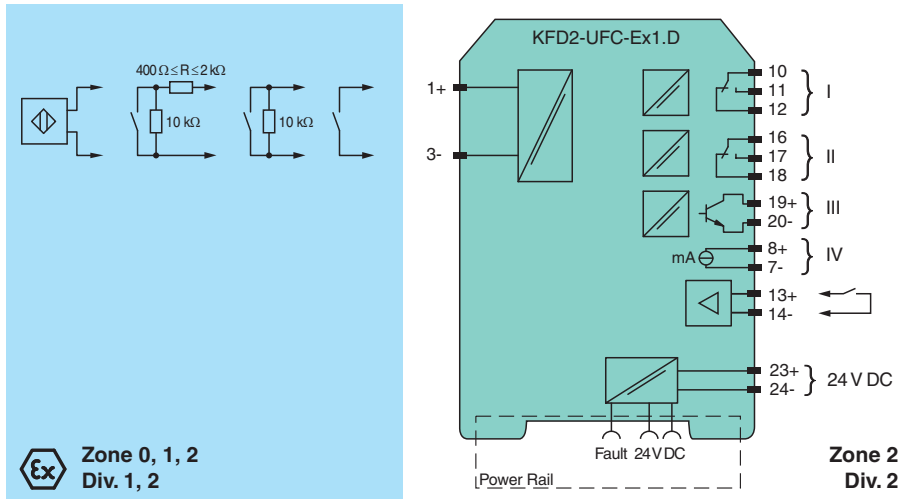 KFD2-UFC-Ex1.D
400 Ω ≤ R ≤ 2 kΩ
10 kΩ
10 kΩ
1+
3-
10
11
12
I
16
17
18
II
19+
20-
III
mA
8+
7-
IV
13+
14-
23+
24-
24 V DC
Fault 24 V DC
Power Rail
Ex
Zone 0, 1, 2
Div. 1, 2
Zone 2
Div. 2